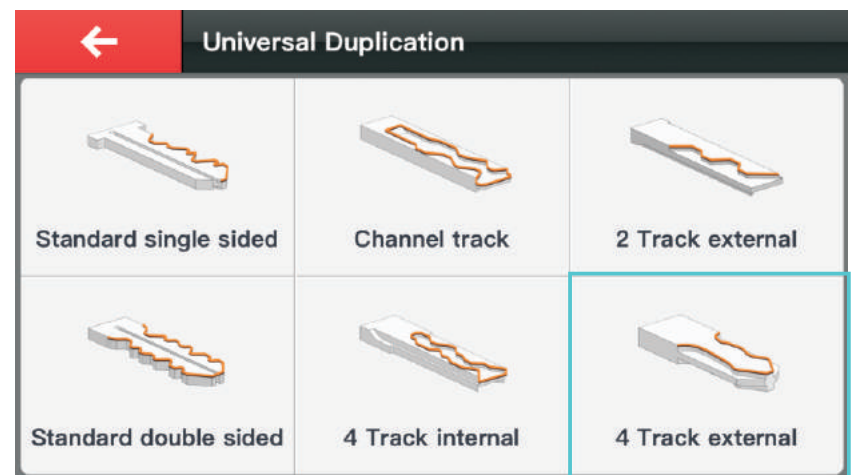 Universal Duplication
Standard single sided
Channel track
2 Track external
Standard double sided
4 Track internal
4 Track external